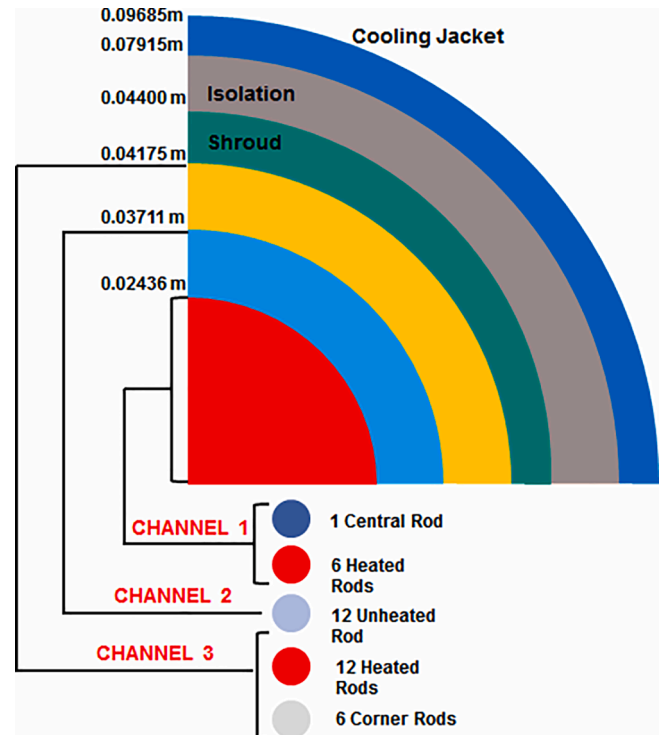 0.09685m
Cooling Jacket
0.07915m
Isolation
0.04400 m
Shroud
0.04175 m
0.03711 m
0.02436 m
CHANNEL 1
1 Central Rod
6 Heated
Rods
CHANNEL 2
12 Unheated
Rod
CHANNEL 3
12 Heated
Rods
6 Corner Rods